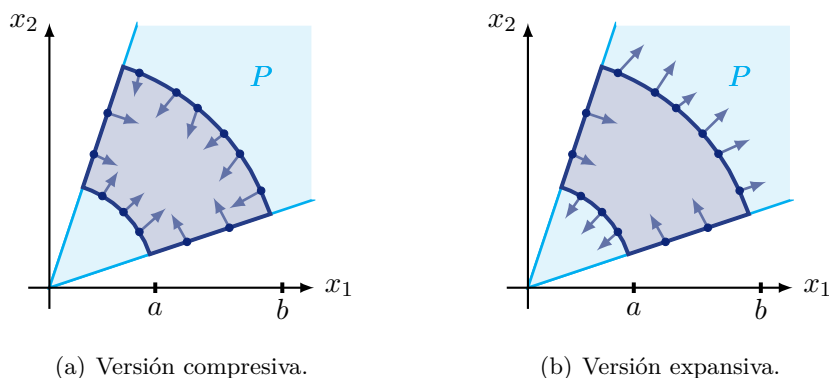 x₂
P
a
b
x₁
(a) Versión compresiva.
x₂
P
a
b
x₁
(b) Versión expansiva.